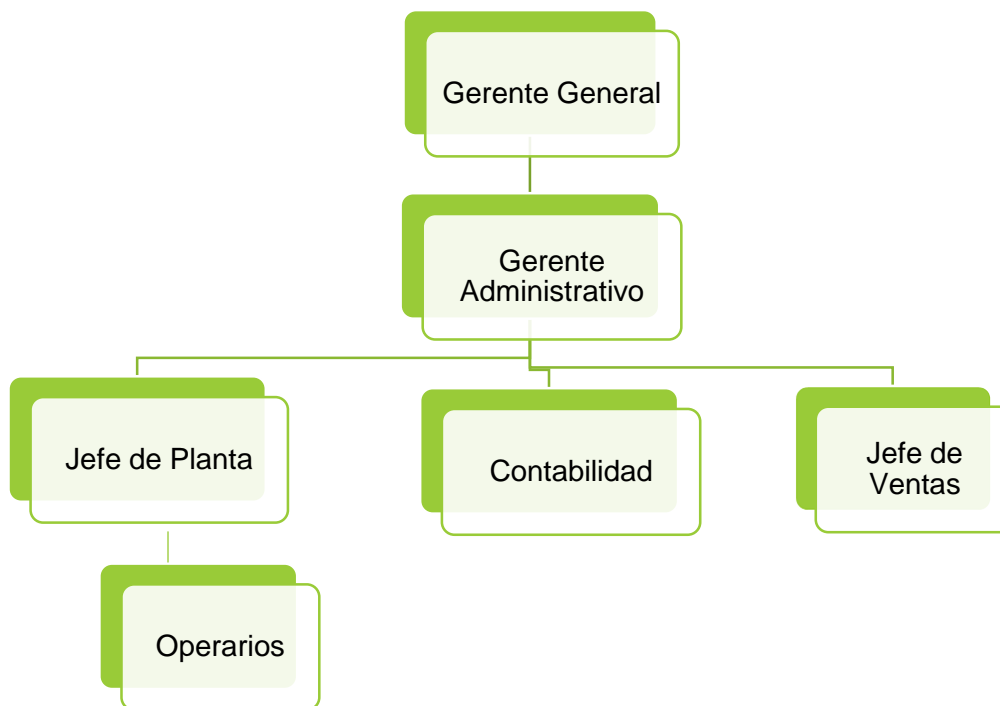 Gerente General
Gerente
Administrativo
Jefe de Planta
Contabilidad
Jefe de
Ventas
Operarios